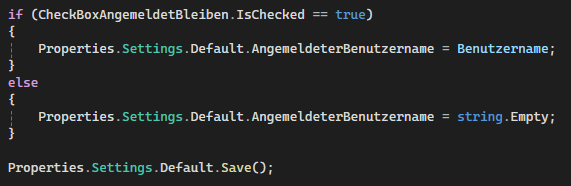 if (CheckBoxAngemeldetBleiben.IsChecked == true)
{
Properties.Settings.Default.AngemeldeterBenutzername = Benutzername;
}
else
{
Properties.Settings.Default.AngemeldeterBenutzername = string.Empty;
}
Properties.Settings.Default.Save();